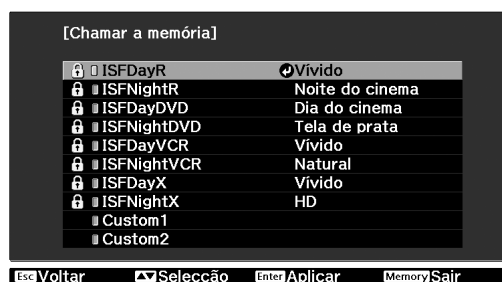 [Chamar a memória]
ISFDayR Vívido
ISFNightR Noite do cinema
ISFDayDVD Dia do cinema
ISFNightDVD Tela de prata
ISFDayVCR Vívido
ISFNightVCR Natural
ISFDayX Vívido
ISFNightX HD
Custom1
Custom2
Esc Voltar Selecção Enter Aplicar Memory Sair